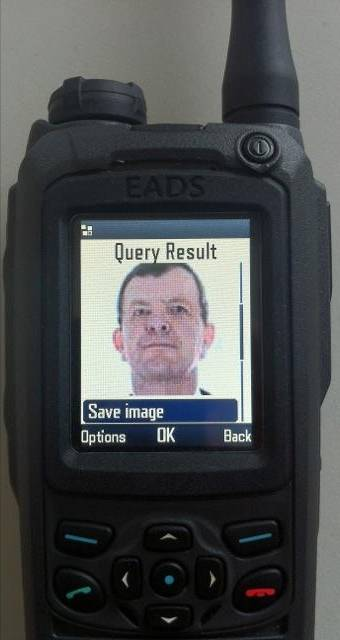 EADS
Query Result
Save image
Options OK Back